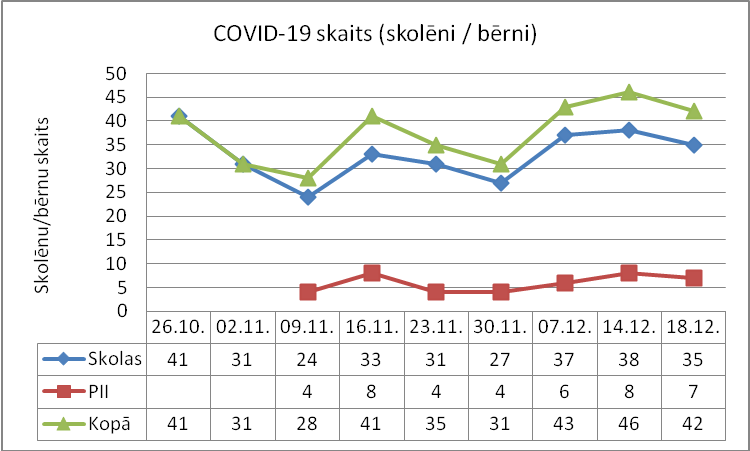 COVID-19 skaits (skolēni / bērni)
Skolēnu/bērnu skaits
50
45
40
35
30
25
20
15
10
5
0
26.10. 02.11. 09.11. 16.11. 23.11. 30.11. 07.12. 14.12. 18.12.
Skolas 41 31 24 33 31 27 37 38 35
PII 4 8 4 4 6 8 7
Kopā 41 31 28 41 35 31 43 46 42